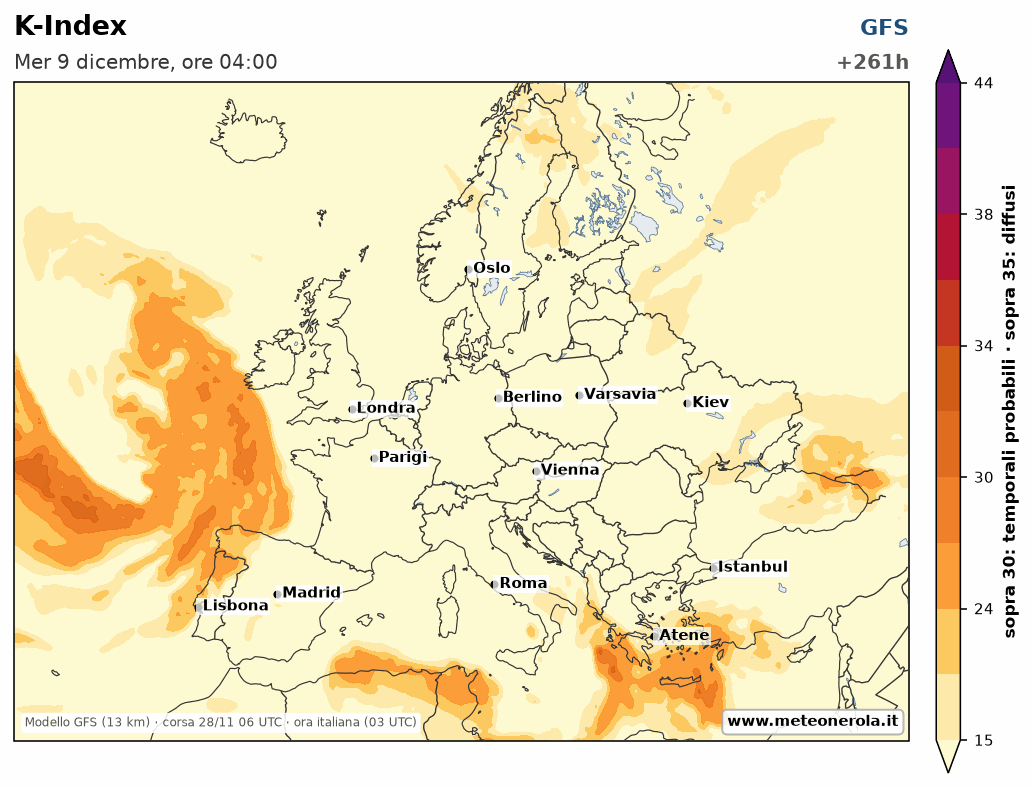 K-Index
GFS
Mer 9 dicembre, ore 04:00
+261h
44
38
34
30
24
15
sopra 30: temporali probabili · sopra 35: diffusi
Oslo
Berlino
Varsavia
Kiev
Londra
Parigi
Vienna
Istanbul
Roma
Madrid
Lisbona
Atene
Modello GFS (13 km) · corsa 28/11 06 UTC · ora italiana (03 UTC)
www.meteonerola.it